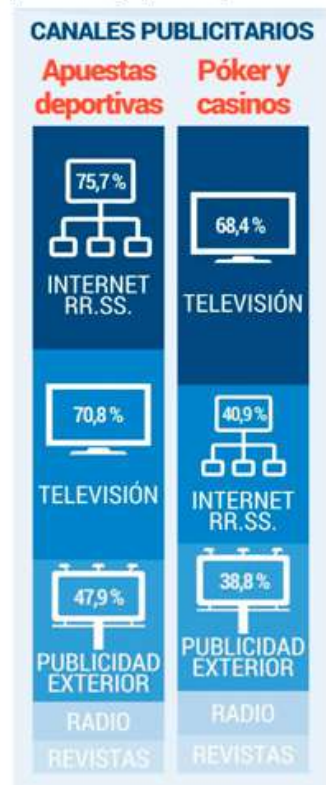 CANALES PUBLICITARIOS
Apuestas
deportivas
75,7 %
INTERNET
RR.SS.
70,8 %
TELEVISIÓN
47,9 %
PUBLICIDAD
EXTERIOR
RADIO
REVISTAS
Póker y
casinos
68,4 %
TELEVISIÓN
40,9 %
INTERNET
RR.SS.
38,8 %
PUBLICIDAD
EXTERIOR
RADIO
REVISTAS